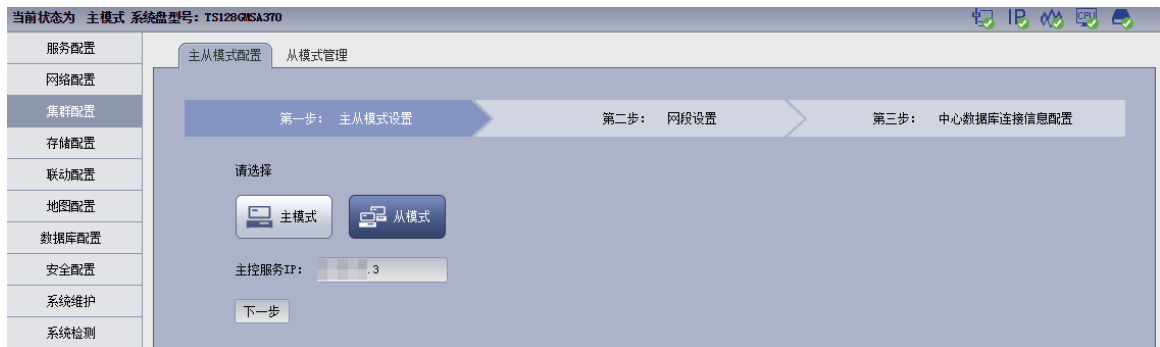 当前状态为 主模式 系统盘型号：TS128GMSA370
IP CPU
服务配置
网络配置
集群配置
存储配置
联动配置
地图配置
数据库配置
安全配置
系统维护
系统检测
主从模式配置 从模式管理
第一步： 主从模式设置 第二步： 网段设置 第三步： 中心数据库连接信息配置
请选择
主模式 从模式
主控服务IP： .3
下一步